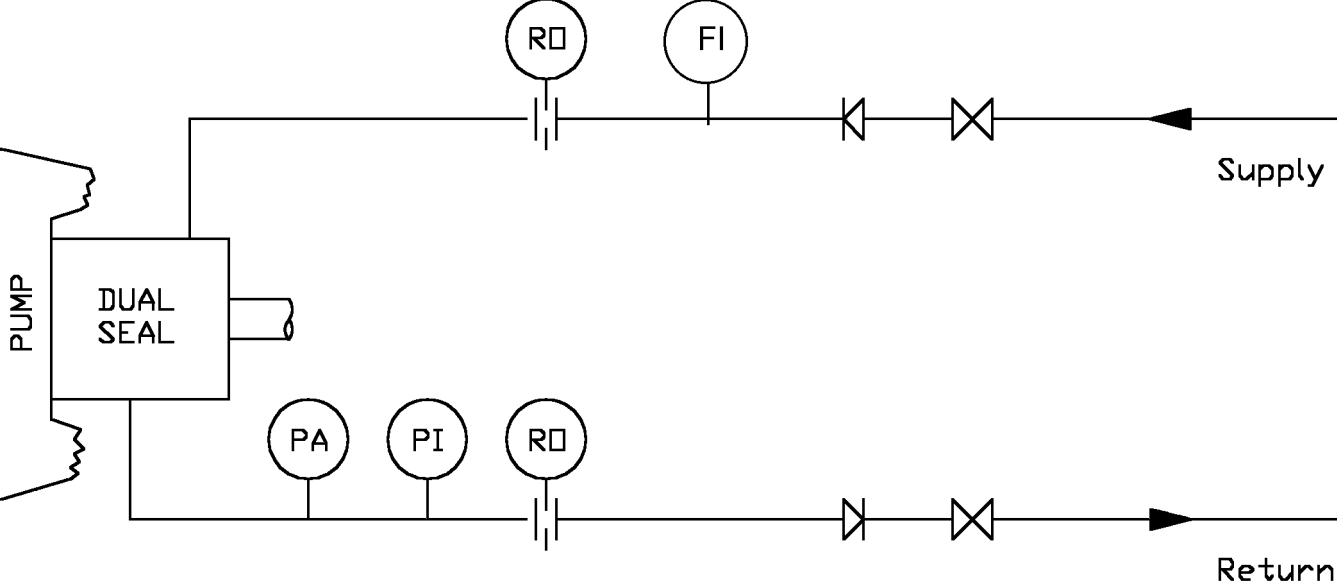 RO
FI
Supply
PUMP
DUAL
SEAL
PA
PI
RO
Return